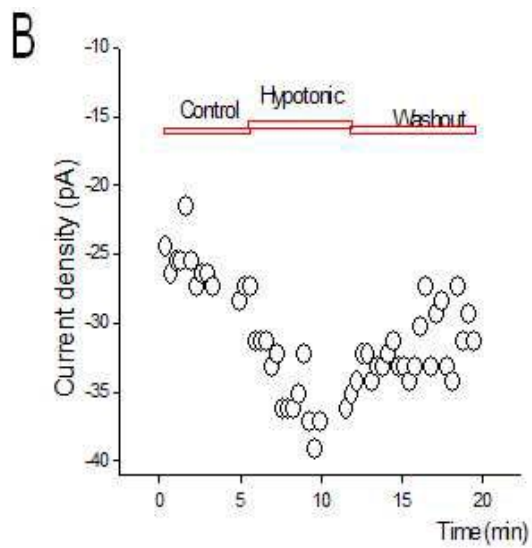 B
-10
-15
-20
-25
-30
-35
-40
Current density (pA)
Control
Hypotonic
Washout
0 5 10 15 20
Time (min)